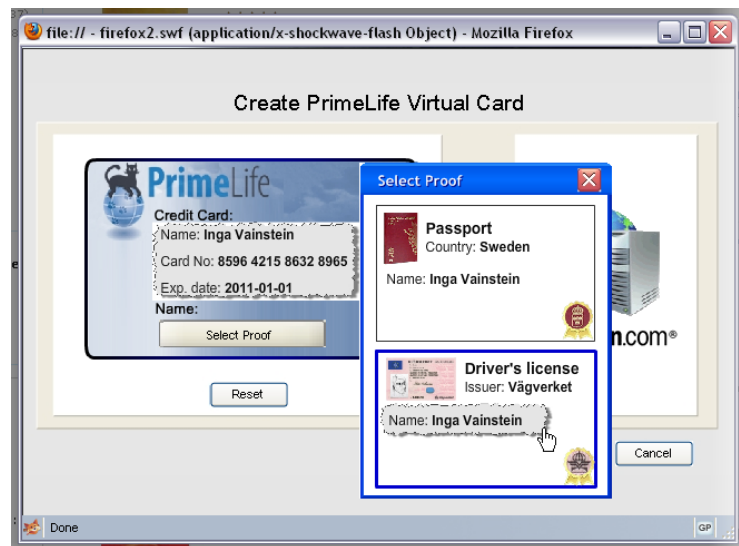 file:// - firefox2.swf (application/x-shockwave-flash Object) - Mozilla Firefox
Create PrimeLife Virtual Card
PrimeLife
Credit Card:
Name: Inga Vainstein
Card No: 8596 4215 8632 8965
Exp. date: 2011-01-01
Name:
Select Proof
Reset
Select Proof
Passport
Country: Sweden
Name: Inga Vainstein
Driver's license
Issuer: Vägverket
Name: Inga Vainstein
n.com®
Cancel
Done
GP